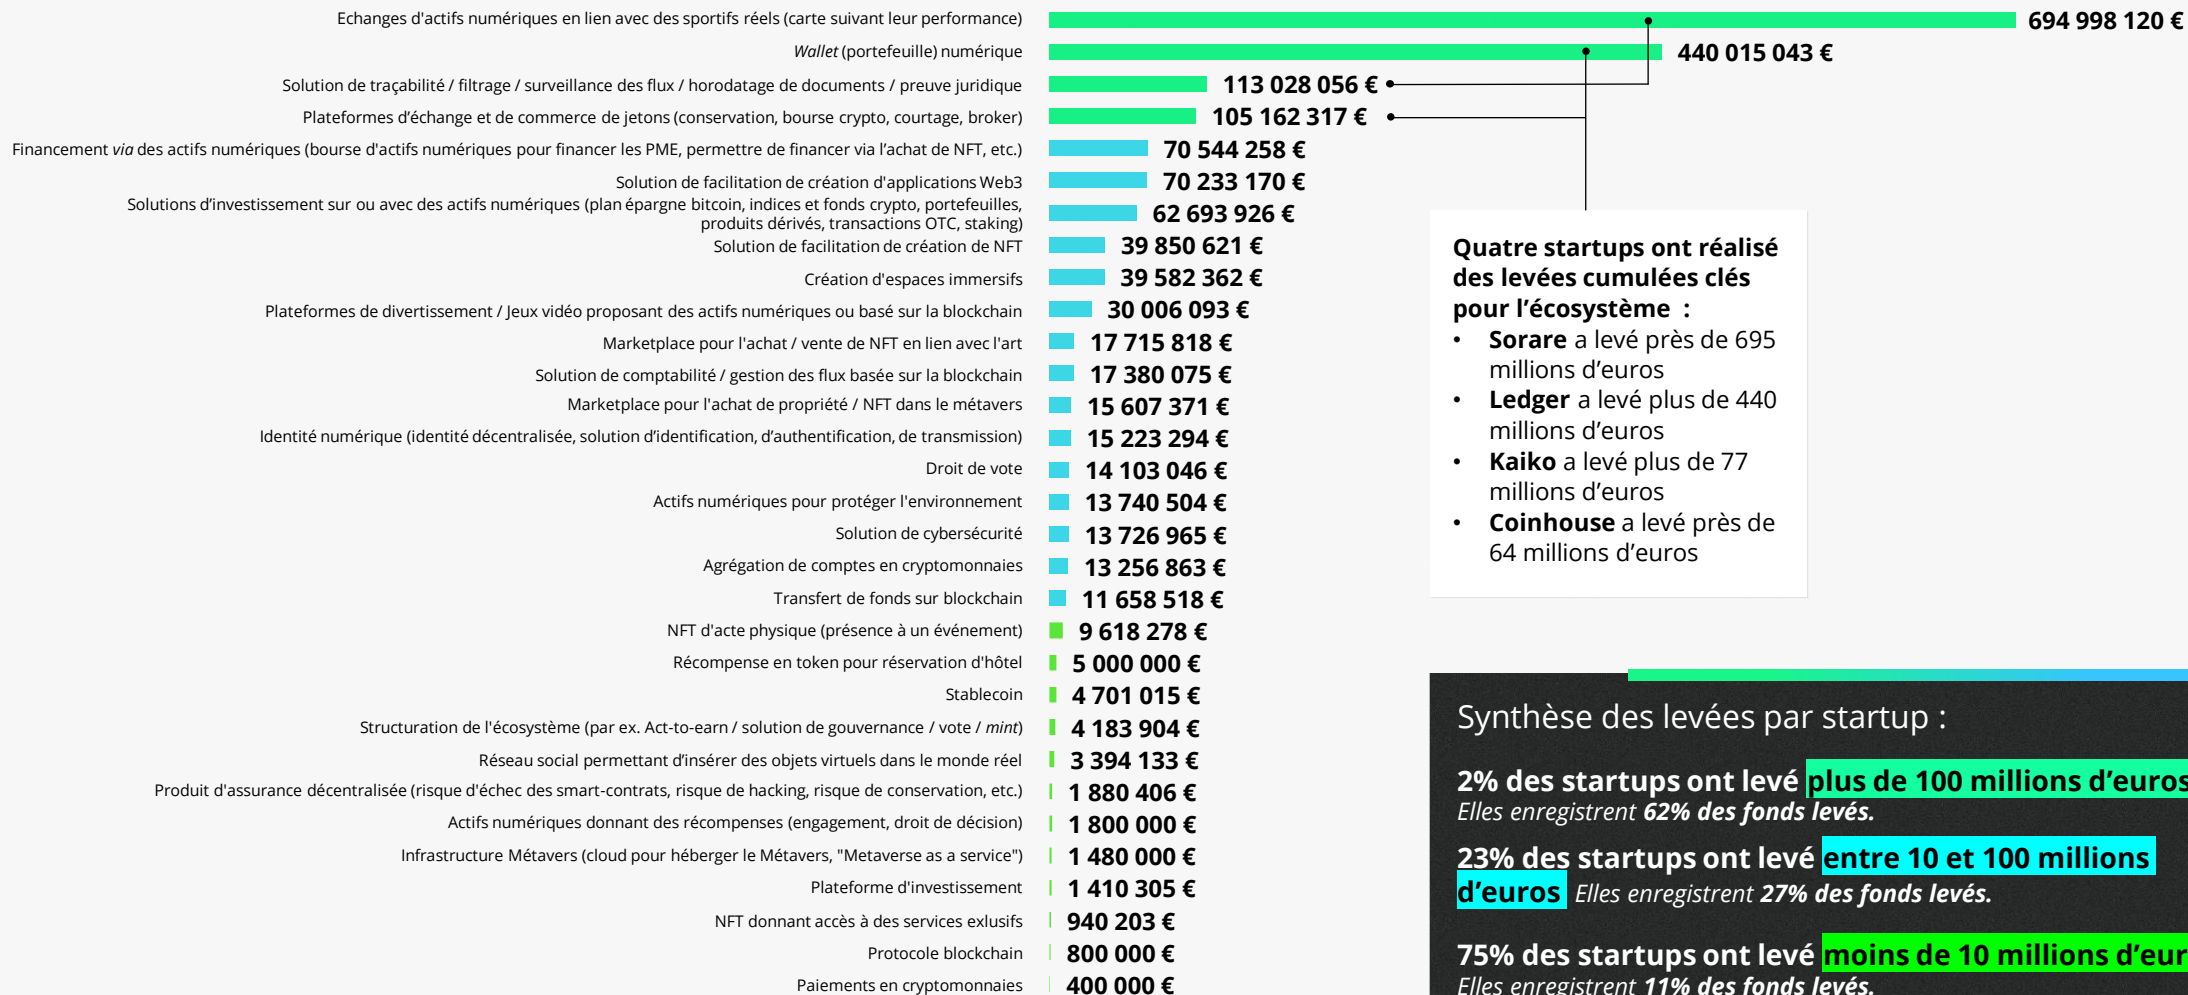 Echanges d'actifs numériques en lien avec des sportifs réels (carte suivant leur performance) 694 998 120 €
Wallet (portefeuille) numérique 440 015 043 €
Solution de traçabilité / filtrage / surveillance des flux / horodatage de documents / preuve juridique 113 028 056 €
Plateformes d’échange et de commerce de jetons (conservation, bourse crypto, courtage, broker) 105 162 317 €
Financement via des actifs numériques (bourse d'actifs numériques pour financer les PME, permettre de financer via l’achat de NFT, etc.) 70 544 258 €
Solution de facilitation de création d'applications Web3 70 233 170 €
Solutions d’investissement sur ou avec des actifs numériques (plan épargne bitcoin, indices et fonds crypto, portefeuilles,
produits dérivés, transactions OTC, staking) 62 693 926 €
Solution de facilitation de création de NFT 39 850 621 €
Création d'espaces immersifs 39 582 362 €
Plateformes de divertissement / Jeux vidéo proposant des actifs numériques ou basé sur la blockchain 30 006 093 €
Marketplace pour l'achat / vente de NFT en lien avec l'art 17 715 818 €
Solution de comptabilité / gestion des flux basée sur la blockchain 17 380 075 €
Marketplace pour l'achat de propriété / NFT dans le métavers 15 607 371 €
Identité numérique (identité décentralisée, solution d’identification, d’authentification, de transmission) 15 223 294 €
Droit de vote 14 103 046 €
Actifs numériques pour protéger l'environnement 13 740 504 €
Solution de cybersécurité 13 726 965 €
Agrégation de comptes en cryptomonnaies 13 256 863 €
Transfert de fonds sur blockchain 11 658 518 €
NFT d'acte physique (présence à un événement) 9 618 278 €
Récompense en token pour réservation d'hôtel 5 000 000 €
Stablecoin 4 701 015 €
Structuration de l'écosystème (par ex. Act-to-earn / solution de gouvernance / vote / mint) 4 183 904 €
Réseau social permettant d’insérer des objets virtuels dans le monde réel 3 394 133 €
Produit d'assurance décentralisée (risque d'échec des smart-contrats, risque de hacking, risque de conservation, etc.) 1 880 406 €
Actifs numériques donnant des récompenses (engagement, droit de décision) 1 800 000 €
Infrastructure Métavers (cloud pour héberger le Métavers, "Metaverse as a service") 1 480 000 €
Plateforme d'investissement 1 410 305 €
NFT donnant accès à des services exlusifs 940 203 €
Protocole blockchain 800 000 €
Paiements en cryptomonnaies 400 000 €
Quatre startups ont réalisé
des levées cumulées clés
pour l’écosystème :
• Sorare a levé près de 695
millions d’euros
• Ledger a levé plus de 440
millions d’euros
• Kaiko a levé plus de 77
millions d’euros
• Coinhouse a levé près de
64 millions d’euros
Synthèse des levées par startup :
2% des startups ont levé plus de 100 millions d’euros
Elles enregistrent 62% des fonds levés.
23% des startups ont levé entre 10 et 100 millions
d’euros Elles enregistrent 27% des fonds levés.
75% des startups ont levé moins de 10 millions d’eur
Elles enregistrent 11% des fonds levés.